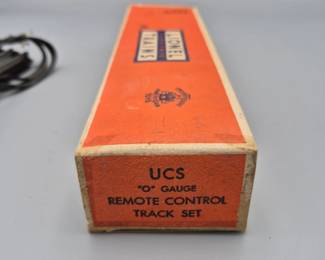 LIONEL
TRAINS
UCS
"O" GAUGE
REMOTE CONTROL
TRACK SET